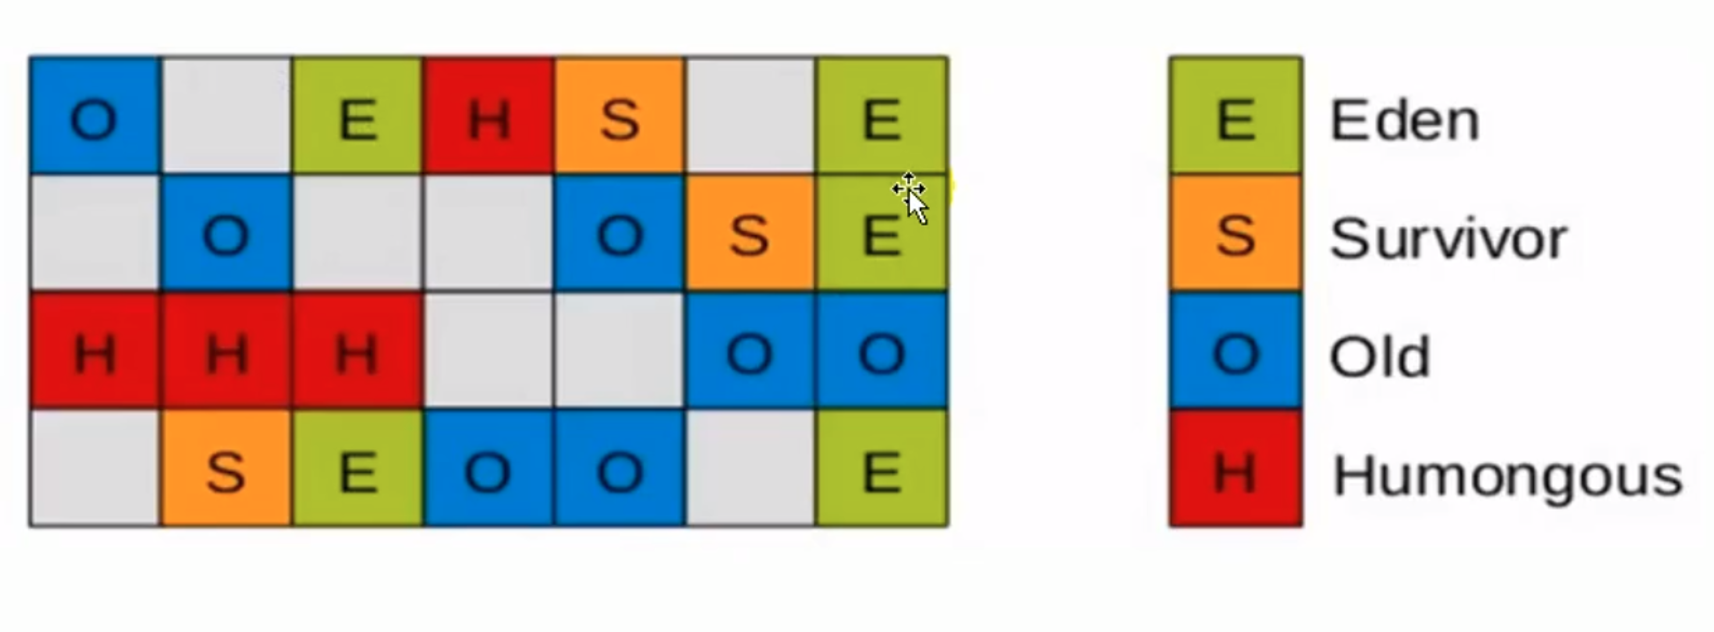 O E H S E
O O S E
H H H O O
S E O O E
E Eden
S Survivor
O Old
H Humongous